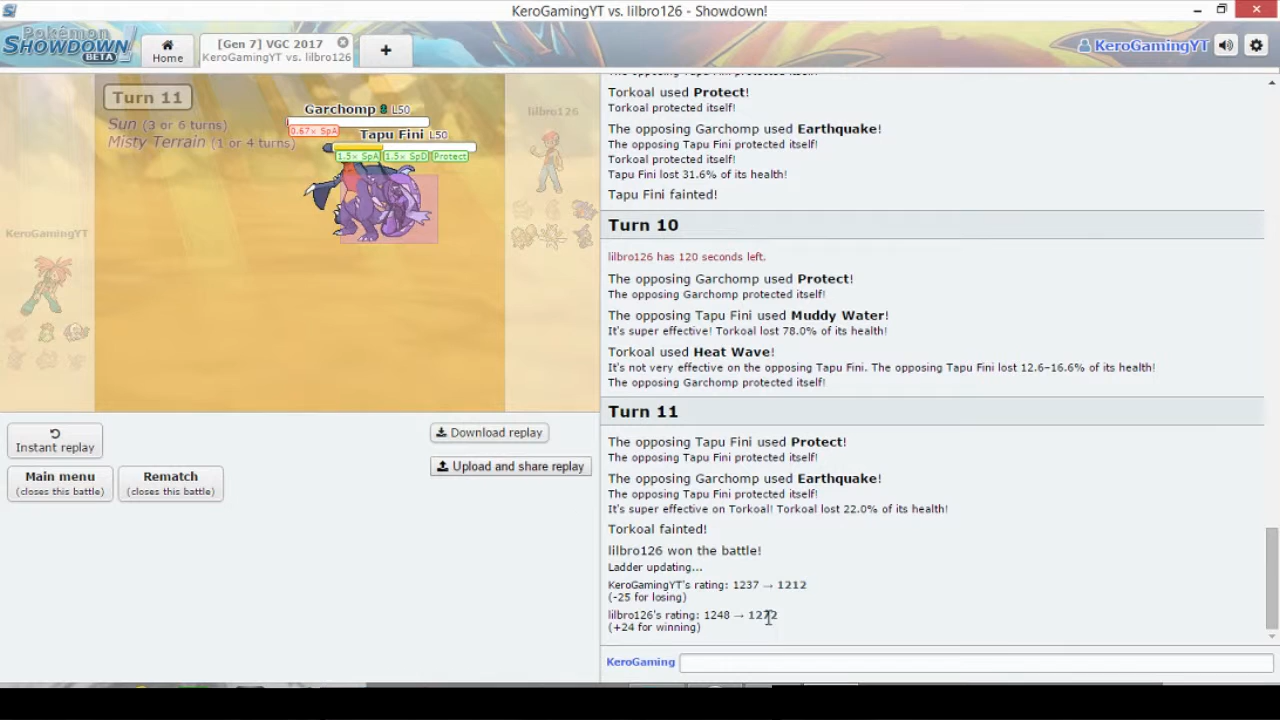 KeroGamingYT vs. lilbro126 - Showdown!
Pokémon
SHOWDOWN!
BETA
Home
[Gen 7] VGC 2017
KeroGamingYT vs. lilbro126
+
KeroGamingYT
Turn 11
Sun (3 or 6 turns)
Misty Terrain (1 or 4 turns)
Garchomp L50
0.67× SpA
Tapu Fini L50
1.5× SpA 1.5× SpD Protect
lilbro126
KeroGamingYT
Instant replay
Download replay
Upload and share replay
Main menu
(closes this battle)
Rematch
(closes this battle)
The opposing Tapu Fini protected itself!
Torkoal used Protect!
Torkoal protected itself!
The opposing Garchomp used Earthquake!
The opposing Tapu Fini protected itself!
Torkoal protected itself!
Tapu Fini lost 31.6% of its health!
Tapu Fini fainted!
Turn 10
lilbro126 has 120 seconds left.
The opposing Garchomp used Protect!
The opposing Garchomp protected itself!
The opposing Tapu Fini used Muddy Water!
It's super effective! Torkoal lost 78.0% of its health!
Torkoal used Heat Wave!
It's not very effective on the opposing Tapu Fini. The opposing Tapu Fini lost 12.6–16.6% of its health!
The opposing Garchomp protected itself!
Turn 11
The opposing Tapu Fini used Protect!
The opposing Tapu Fini protected itself!
The opposing Garchomp used Earthquake!
The opposing Tapu Fini protected itself!
It's super effective on Torkoal! Torkoal lost 22.0% of its health!
Torkoal fainted!
lilbro126 won the battle!
Ladder updating...
KeroGamingYT's rating: 1237 → 1212
(-25 for losing)
lilbro126's rating: 1248 → 1272
(+24 for winning)
KeroGaming